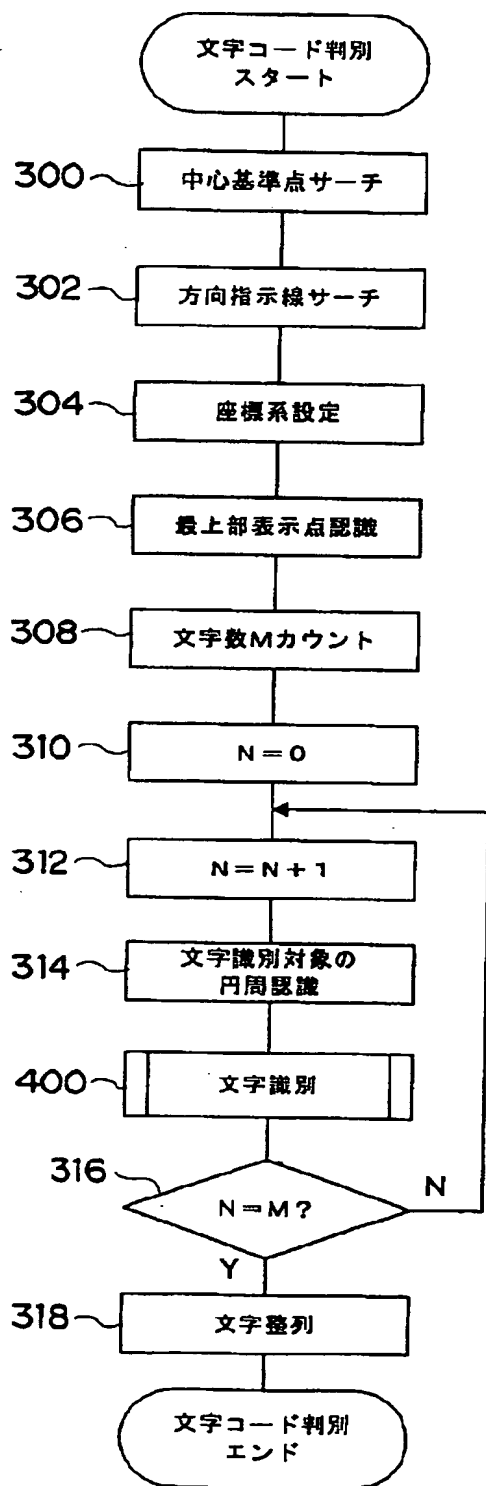 文字コード判別
スタート
300
中心基準点サーチ
302
方向指示線サーチ
304
座標系設定
306
最上部表示点認識
308
文字数Mカウント
310
N=0
312
N=N+1
314
文字識別対象の
円周認識
400
文字識別
316
N=M?
N
Y
318
文字整列
文字コード判別
エンド